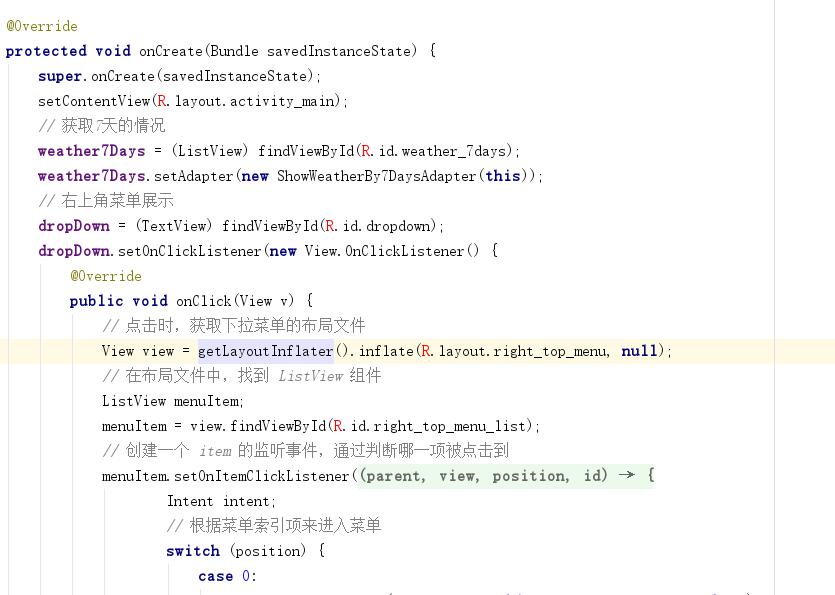 @Override
protected void onCreate(Bundle savedInstanceState) {
super.onCreate(savedInstanceState);
setContentView(R.layout.activity_main);
// 获取7天的情况
weather7Days = (ListView) findViewById(R.id.weather_7days);
weather7Days.setAdapter(new ShowWeatherBy7DaysAdapter(this));
// 右上角菜单展示
dropDown = (TextView) findViewById(R.id.dropdown);
dropDown.setOnClickListener(new View.OnClickListener() {
@Override
public void onClick(View v) {
// 点击时，获取下拉菜单的布局文件
View view = getLayoutInflater().inflate(R.layout.right_top_menu, null);
// 在布局文件中，找到 ListView 组件
ListView menuItem;
menuItem = view.findViewById(R.id.right_top_menu_list);
// 创建一个 item 的监听事件，通过判断哪一项被点击到
menuItem.setOnItemClickListener((parent, view, position, id) → {
Intent intent;
// 根据菜单索引项来进入菜单
switch (position) {
case 0: